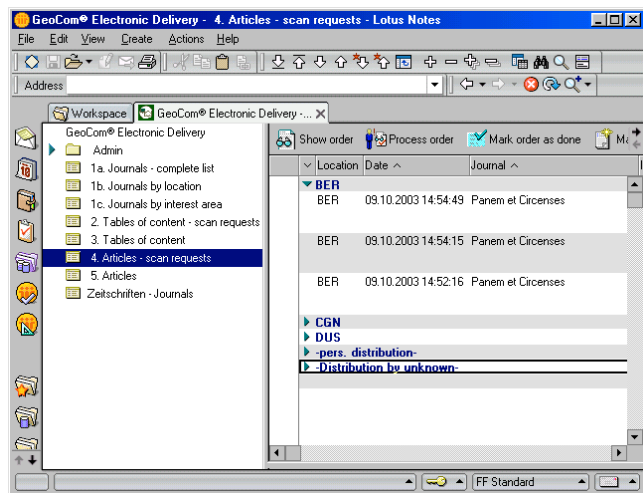 GeoCom® Electronic Delivery - 4. Articles - scan requests - Lotus Notes
File Edit View Create Actions Help
Address
Workspace GeoCom® Electronic Delivery -...
GeoCom® Electronic Delivery
Admin
1a. Journals - complete list
1b. Journals by location
1c. Journals by interest area
2. Tables of content - scan requests
3. Tables of content
4. Articles - scan requests
5. Articles
Zeitschriften - Journals
Show order Process order Mark order as done
Location Date Journal
BER
BER 09.10.2003 14:54:49 Panem et Circenses
BER 09.10.2003 14:54:15 Panem et Circenses
BER 09.10.2003 14:52:16 Panem et Circenses
CGN
DUS
-pers. distribution-
-Distribution by unknown-
FF Standard